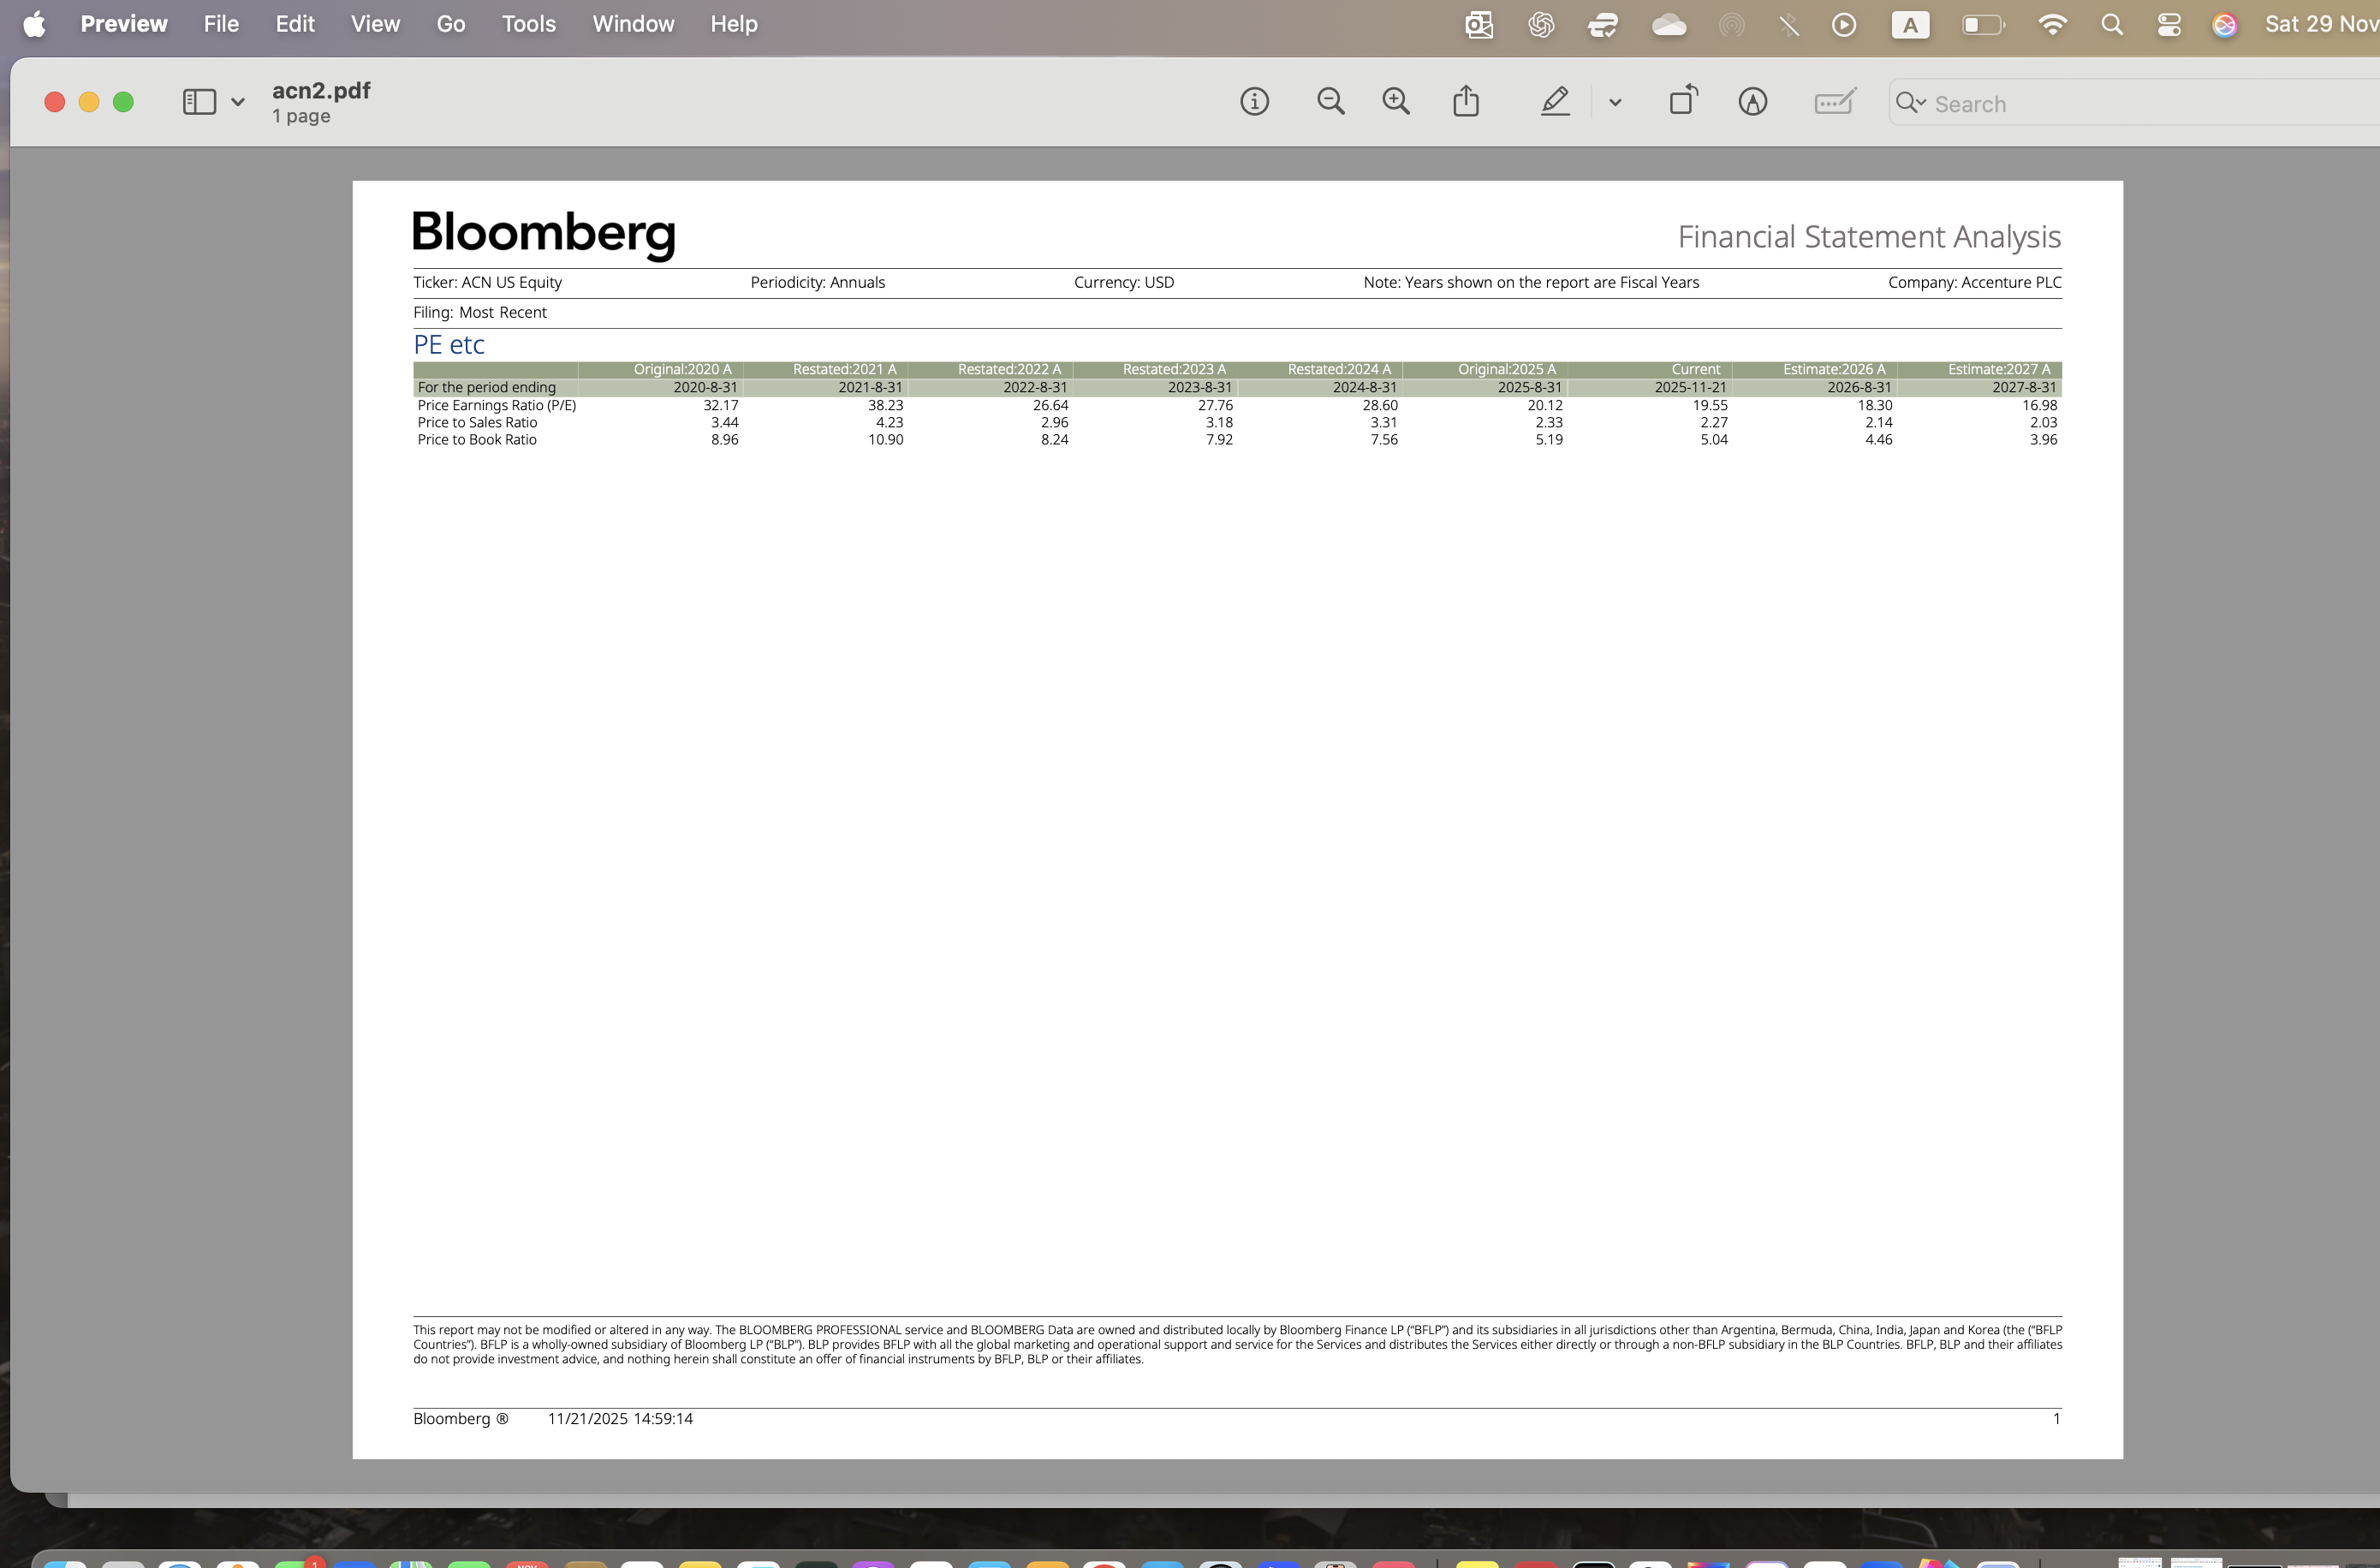 Preview File Edit View Go Tools Window Help A Sat 29 Nov
acn2.pdf
1 page
Search
Bloomberg
Financial Statement Analysis
Ticker: ACN US Equity Periodicity: Annuals Currency: USD Note: Years shown on the report are Fiscal Years Company: Accenture PLC
Filing: Most Recent
PE etc
Original:2020 A Restated:2021 A Restated:2022 A Restated:2023 A Restated:2024 A Original:2025 A Current Estimate:2026 A Estimate:2027 A
For the period ending 2020-8-31 2021-8-31 2022-8-31 2023-8-31 2024-8-31 2025-8-31 2025-11-21 2026-8-31 2027-8-31
Price Earnings Ratio (P/E) 32.17 38.23 26.64 27.76 28.60 20.12 19.55 18.30 16.98
Price to Sales Ratio 3.44 4.23 2.96 3.18 3.31 2.33 2.27 2.14 2.03
Price to Book Ratio 8.96 10.90 8.24 7.92 7.56 5.19 5.04 4.46 3.96
This report may not be modified or altered in any way. The BLOOMBERG PROFESSIONAL service and BLOOMBERG Data are owned and distributed locally by Bloomberg Finance LP (“BFLP”) and its subsidiaries in all jurisdictions other than Argentina, Bermuda, China, India, Japan and Korea (the (“BFLP
Countries”). BFLP is a wholly-owned subsidiary of Bloomberg LP (“BLP”). BLP provides BFLP with all the global marketing and operational support and service for the Services and distributes the Services either directly or through a non-BFLP subsidiary in the BLP Countries. BFLP, BLP and their affiliates
do not provide investment advice, and nothing herein shall constitute an offer of financial instruments by BFLP, BLP or their affiliates.
Bloomberg ® 11/21/2025 14:59:14 1
1
NOV